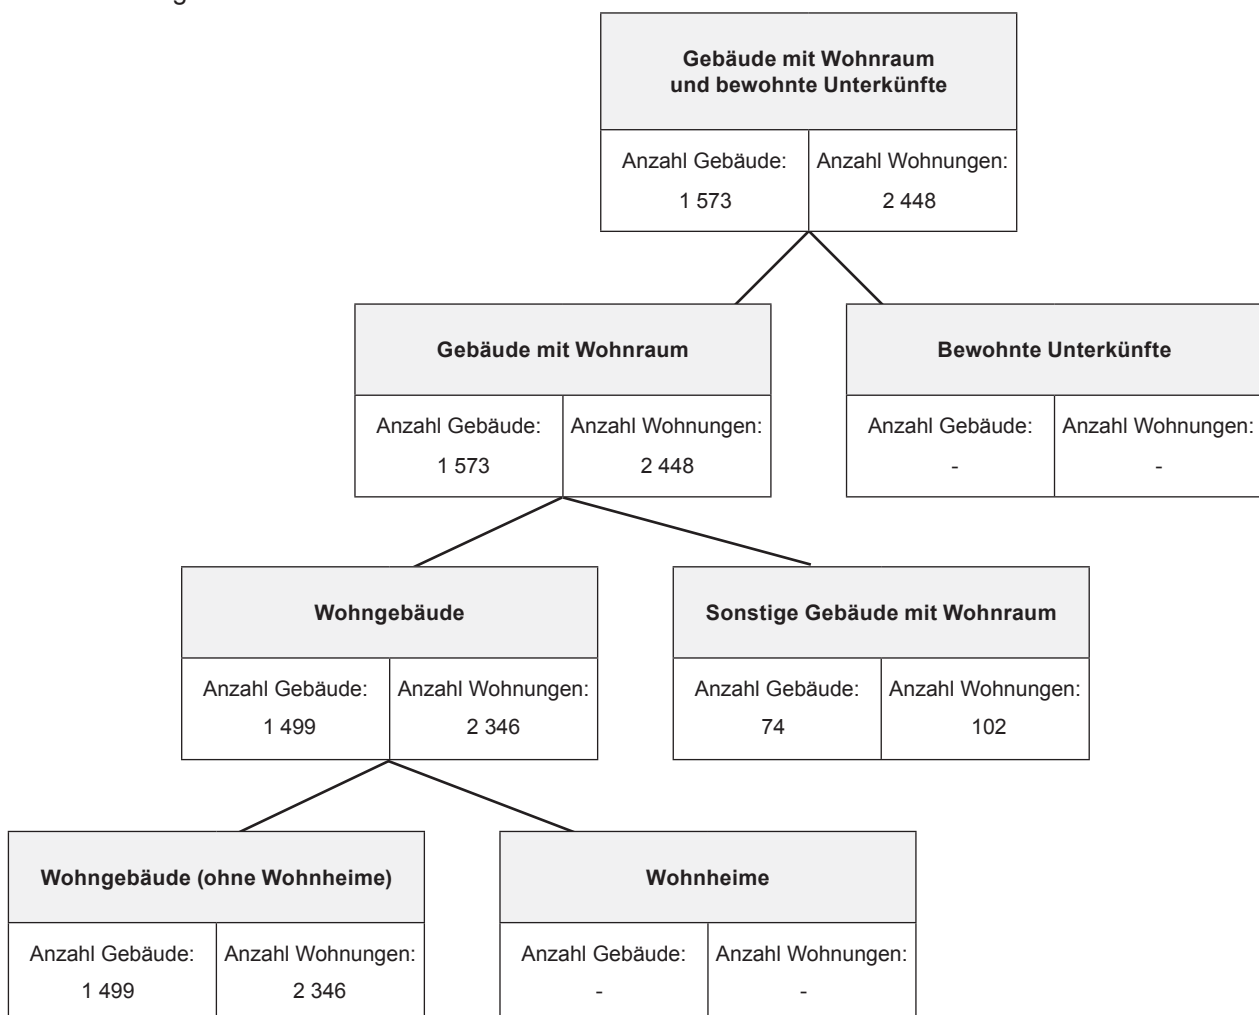 Gebäude mit Wohnraum
und bewohnte Unterkünfte
Anzahl Gebäude: Anzahl Wohnungen:
1 573 2 448
Gebäude mit Wohnraum
Anzahl Gebäude: Anzahl Wohnungen:
1 573 2 448
Bewohnte Unterkünfte
Anzahl Gebäude: Anzahl Wohnungen:
- -
Wohngebäude
Anzahl Gebäude: Anzahl Wohnungen:
1 499 2 346
Sonstige Gebäude mit Wohnraum
Anzahl Gebäude: Anzahl Wohnungen:
74 102
Wohngebäude (ohne Wohnheime)
Anzahl Gebäude: Anzahl Wohnungen:
1 499 2 346
Wohnheime
Anzahl Gebäude: Anzahl Wohnungen:
- -